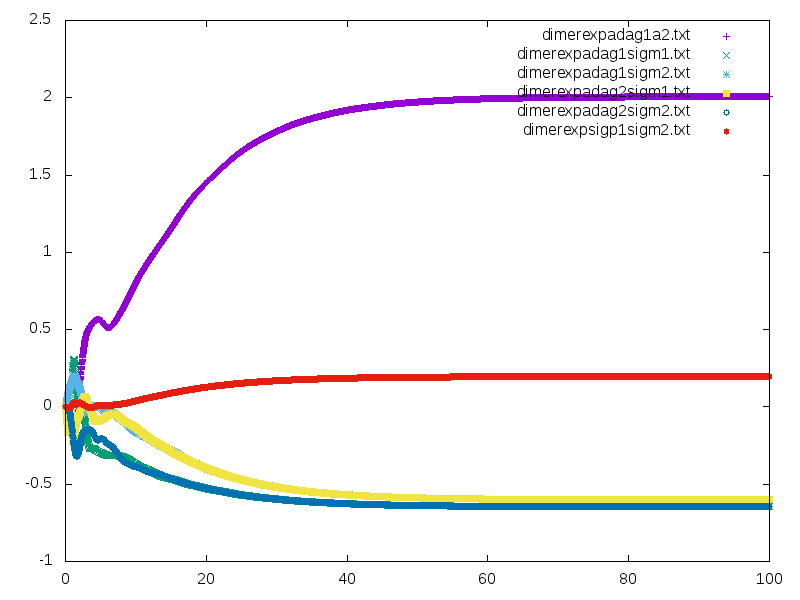 2.5
2
1.5
1
0.5
0
-0.5
-1
0
20
40
60
80
100
dimerexpadag1a2.txt
dimerexpadag1sigm1.txt
dimerexpadag1sigm2.txt
dimerexpadag2sigm1.txt
dimerexpadag2sigm2.txt
dimerexpsigp1sigm2.txt